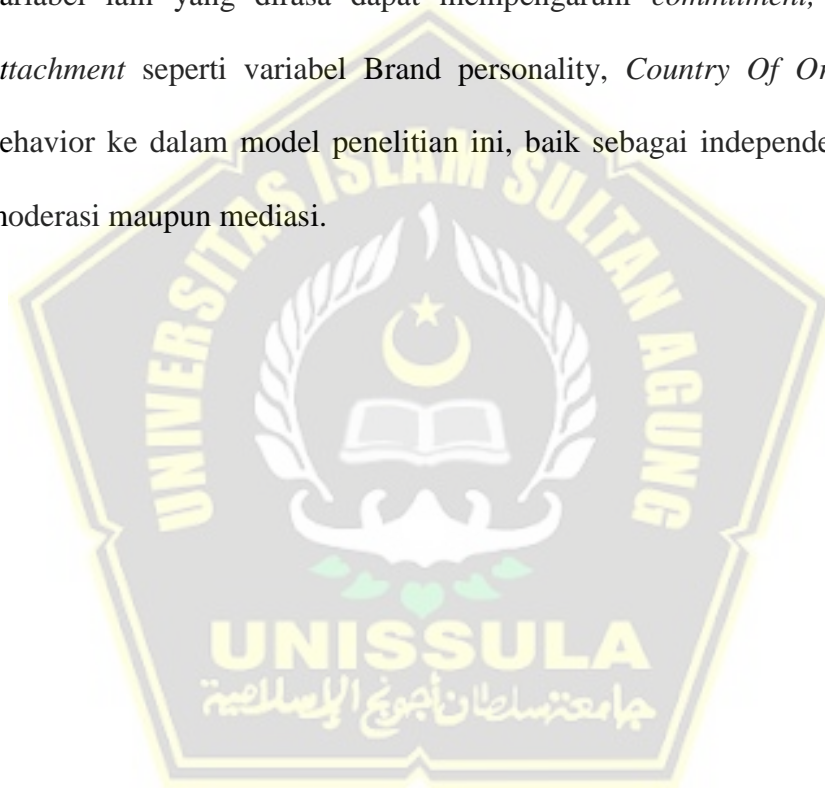 variabel lain yang dirasa dapat mempengaruhi commitment,
ttachment seperti variabel Brand personality, Country Of Or
ehavior ke dalam model penelitian ini, baik sebagai independe
moderasi maupun mediasi.
UNIVERSITAS ISLAM SULTAN AGUNG
UNISSULA
جامعة سلطان أجونج الإسلامية